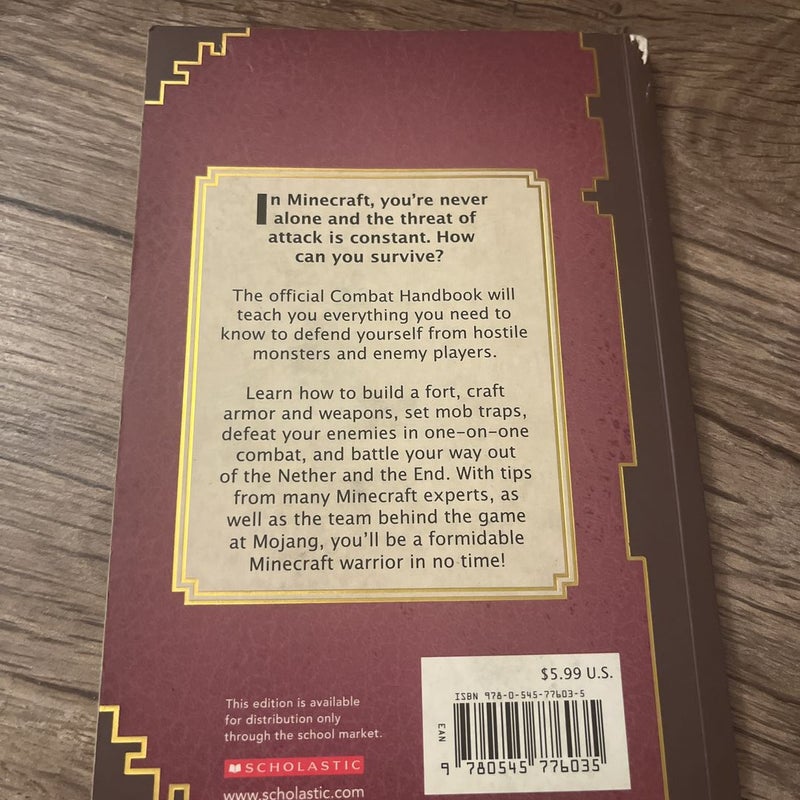 In Minecraft, you're never
alone and the threat of
attack is constant. How
can you survive?
The official Combat Handbook will
teach you everything you need to
know to defend yourself from hostile
monsters and enemy players.
Learn how to build a fort, craft
armor and weapons, set mob traps,
defeat your enemies in one-on-one
combat, and battle your way out
of the Nether and the End. With tips
from many Minecraft experts, as
well as the team behind the game
at Mojang, you'll be a formidable
Minecraft warrior in no time!
This edition is available
for distribution only
through the school market.
SCHOLASTIC
www.scholastic.com
$5.99 U.S.
ISBN 978-0-545-77603-5
EAN
9 780545 776035